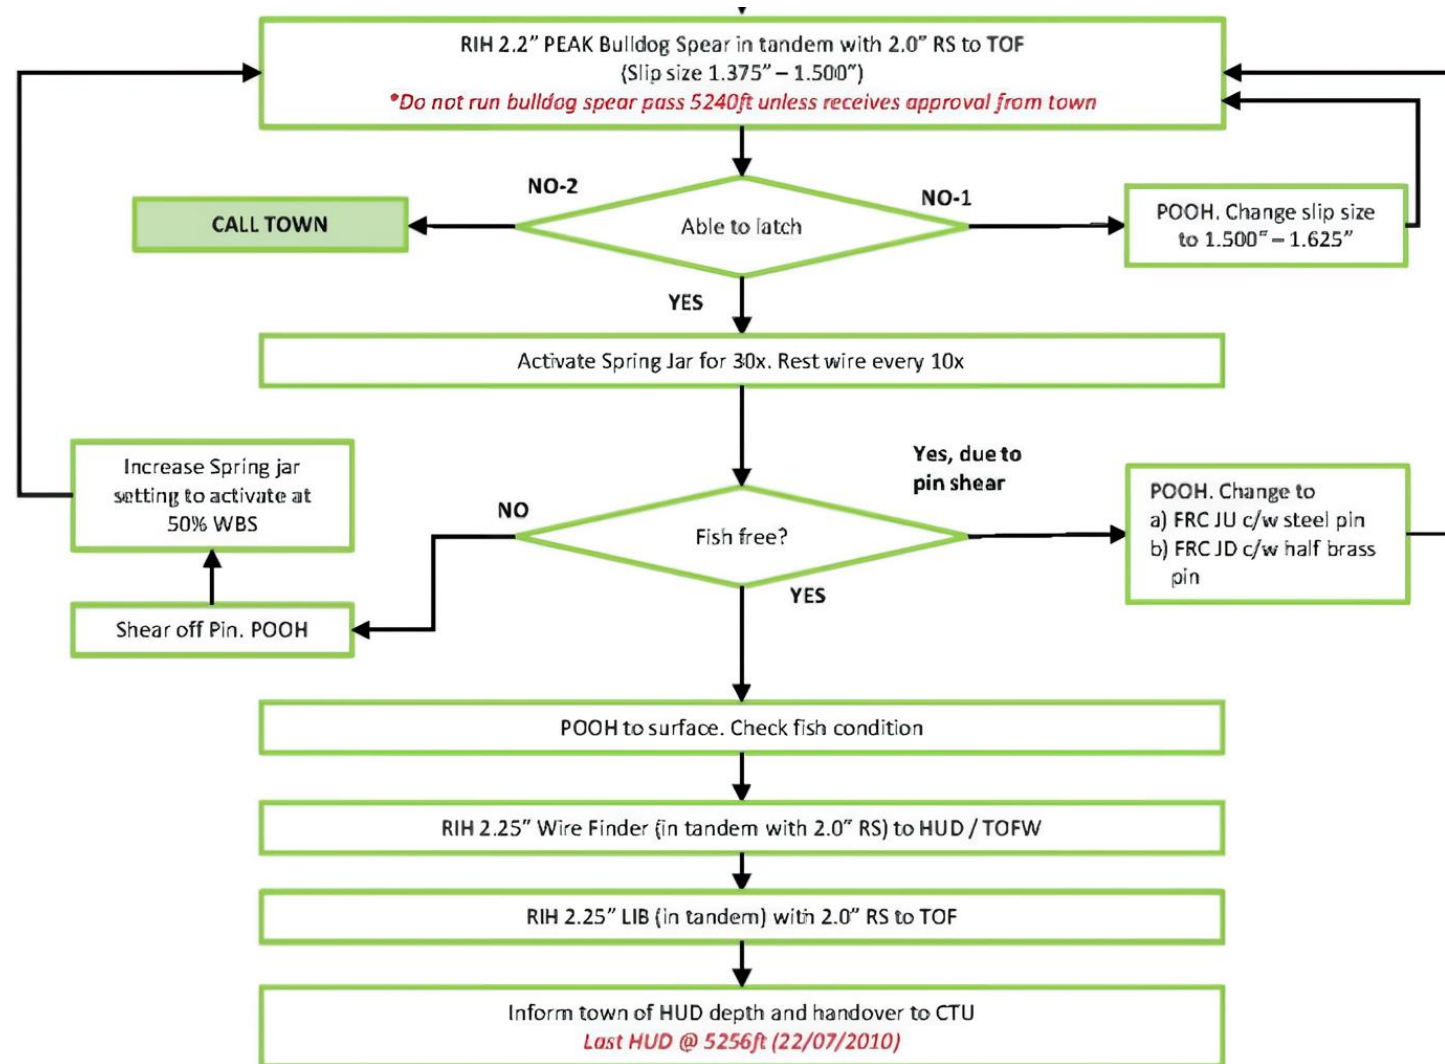 RIH 2.2” PEAK Bulldog Spear in tandem with 2.0” RS to TOF
(Slip size 1.375” – 1.500”)
*Do not run bulldog spear pass 5240ft unless receives approval from town
NO-2
NO-1
CALL TOWN
Able to latch
POOH. Change slip size
to 1.500” – 1.625”
YES
Activate Spring Jar for 30x. Rest wire every 10x
Increase Spring jar
setting to activate at
50% WBS
NO
Fish free?
Yes, due to
pin shear
POOH. Change to
a) FRC JU c/w steel pin
b) FRC JD c/w half brass
pin
YES
Shear off Pin. POOH
POOH to surface. Check fish condition
RIH 2.25” Wire Finder (in tandem with 2.0” RS) to HUD / TOFW
RIH 2.25” LIB (in tandem) with 2.0” RS to TOF
Inform town of HUD depth and handover to CTU
Last HUD @ 5256ft (22/07/2010)